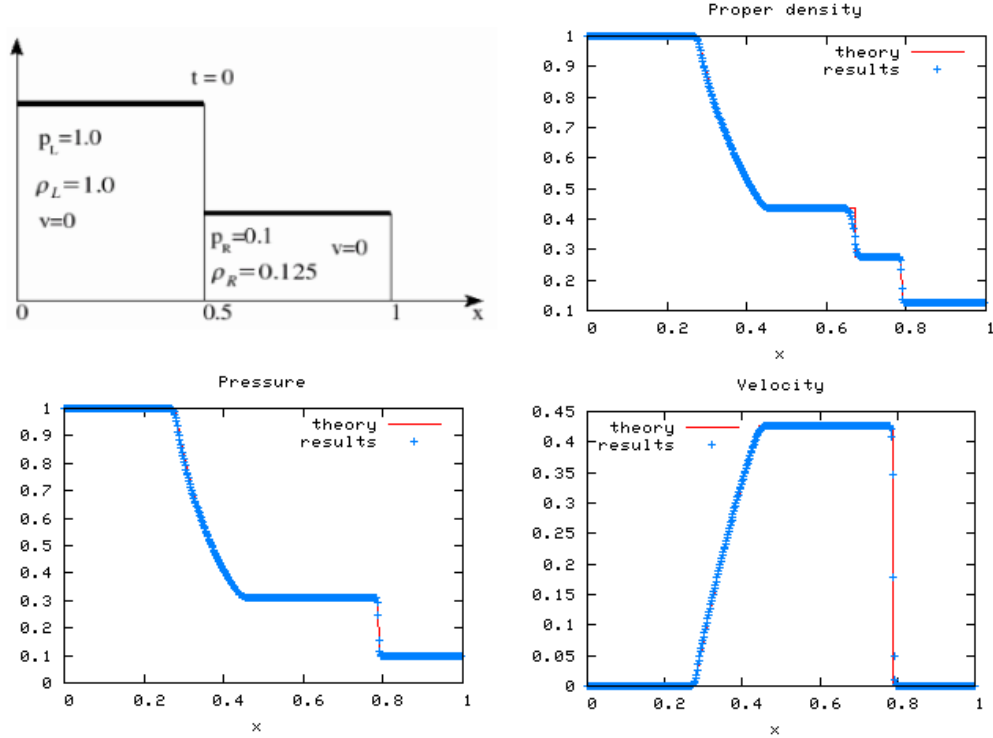 t = 0
p_L=1.0
ρ_L=1.0
v=0
p_R=0.1
v=0
ρ_R=0.125
0
0.5
1
x
Proper density
1
0.9
0.8
0.7
0.6
0.5
0.4
0.3
0.2
0.1
theory
results
0
0.2
0.4
0.6
0.8
1
x
Pressure
1
0.9
0.8
0.7
0.6
0.5
0.4
0.3
0.2
0.1
0
theory
results
0
0.2
0.4
0.6
0.8
1
x
Velocity
0.45
0.4
0.35
0.3
0.25
0.2
0.15
0.1
0.05
0
theory
results
0
0.2
0.4
0.6
0.8
1
x